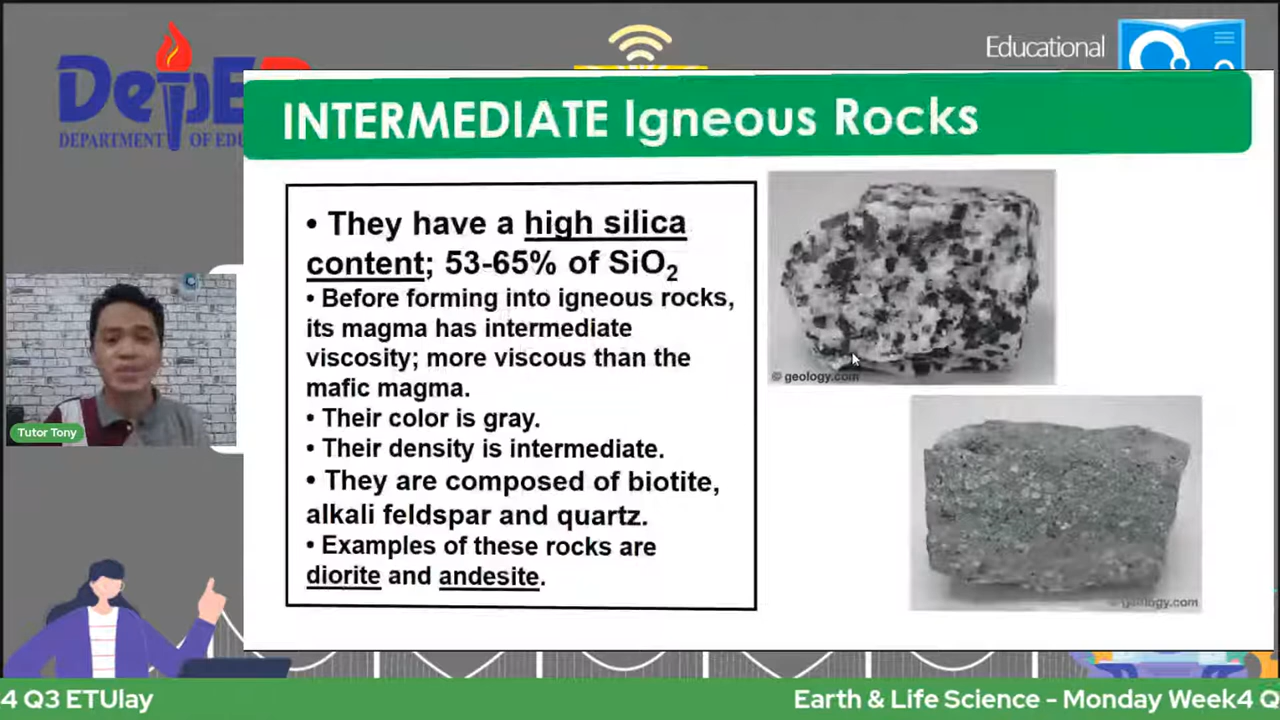 DepE
DEPARTMENT OF EDU
Educational
INTERMEDIATE Igneous Rocks
• They have a high silica
content; 53-65% of SiO₂
• Before forming into igneous rocks,
its magma has intermediate
viscosity; more viscous than the
mafic magma.
• Their color is gray.
• Their density is intermediate.
• They are composed of biotite,
alkali feldspar and quartz.
• Examples of these rocks are
diorite and andesite.
© geology.com
© geology.com
Tutor Tony
4 Q3 ETUlay
Earth & Life Science - Monday Week4 Q